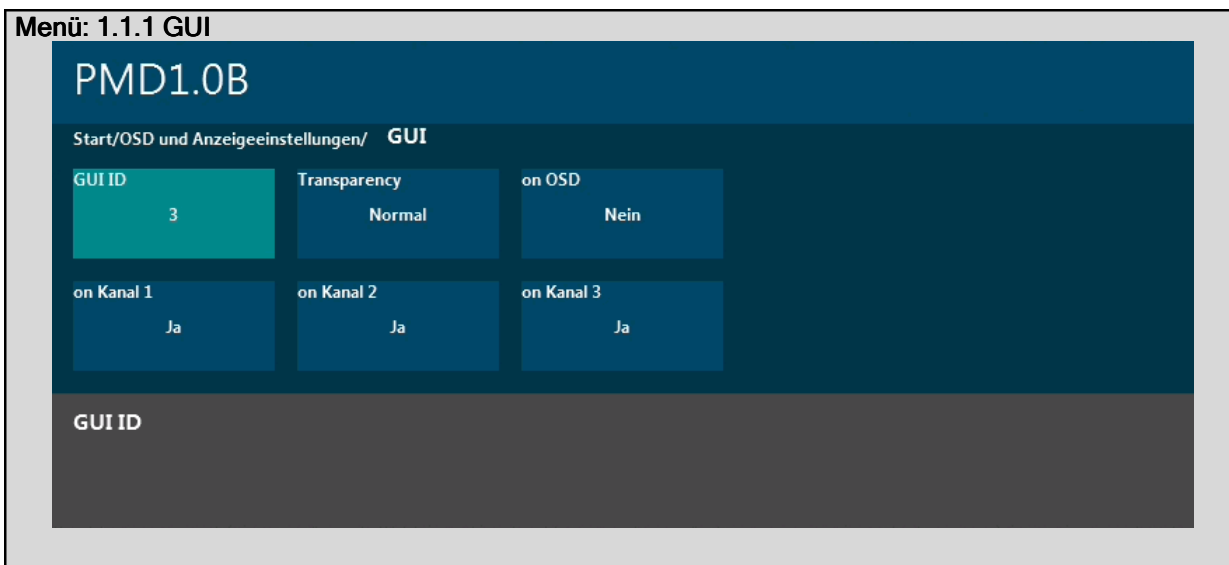 Menü: 1.1.1 GUI
PMD1.0B
Start/OSD und Anzeigeeinstellungen/ GUI
GUI ID Transparency on OSD
3 Normal Nein
on Kanal 1 on Kanal 2 on Kanal 3
Ja Ja Ja
GUI ID